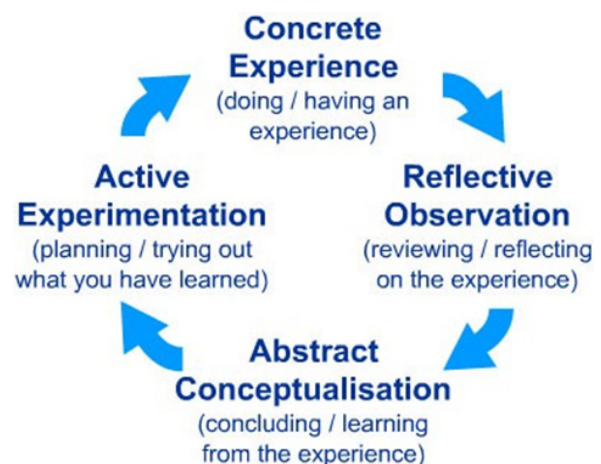 Concrete
Experience
(doing / having an
experience)
Reflective
Observation
(reviewing / reflecting
on the experience)
Abstract
Conceptualisation
(concluding / learning
from the experience)
Active
Experimentation
(planning / trying out
what you have learned)